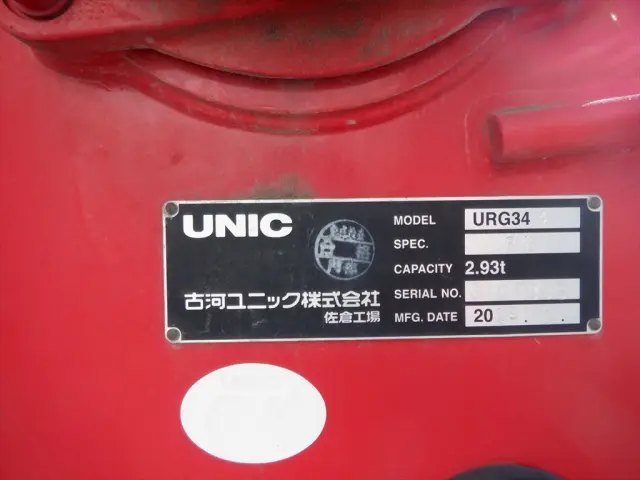 UNIC
MODEL URG34
SPEC.
CAPACITY 2.93t
古河ユニック株式会社
SERIAL NO.
佐倉工場
MFG. DATE 20